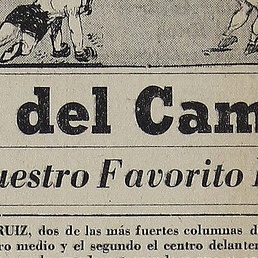 del Cam
uestro Favorito
RUIZ, dos de las más fuertes columnas d
ro medio y el segundo el centro delanter